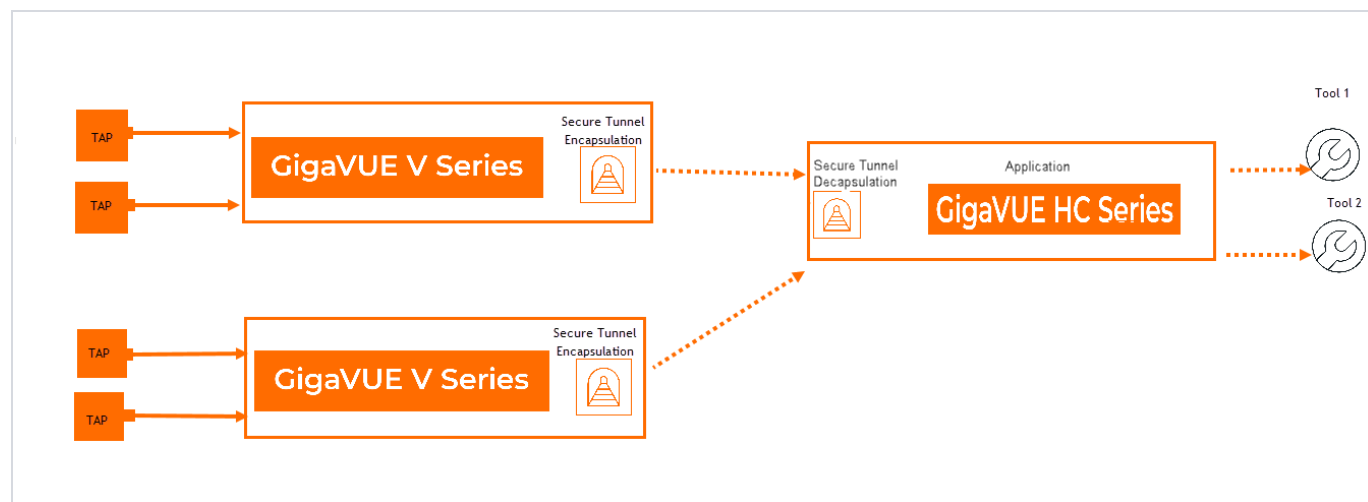 Tool 1
TAP
Secure Tunnel
Encapsulation
GigaVUE V Series
TAP
Secure Tunnel
Decapsulation
Application
GigaVUE HC Series
Tool 2
TAP
Secure Tunnel
Encapsulation
GigaVUE V Series
TAP